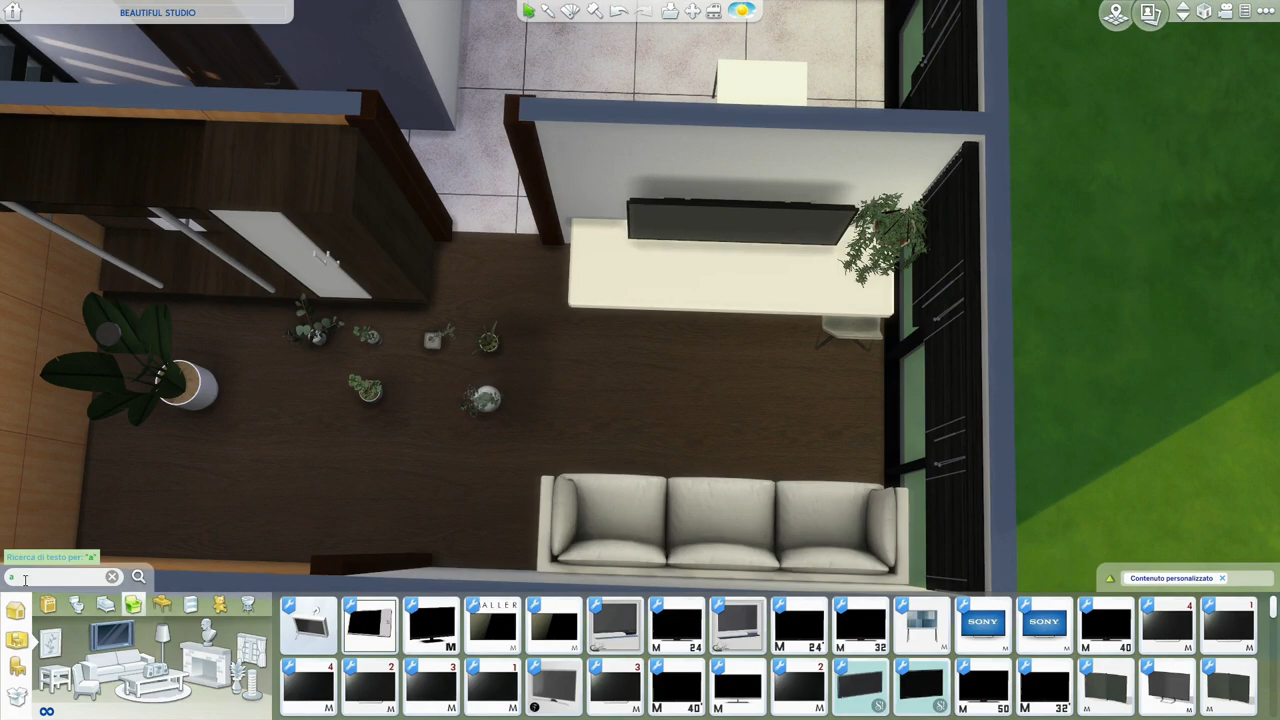 BEAUTIFUL STUDIO
Ricerca di testo per: "a"
a
Contenuto personalizzato
M
ALLER
M
M
M 24
M 24'
M 32
M
SONY
M
SONY
M
M 40
4
M
1
M
4
M
2
M
3
M
1
M
3
M
M 40'
M
2
M
S
S
M 50
M 32'
M
M
M